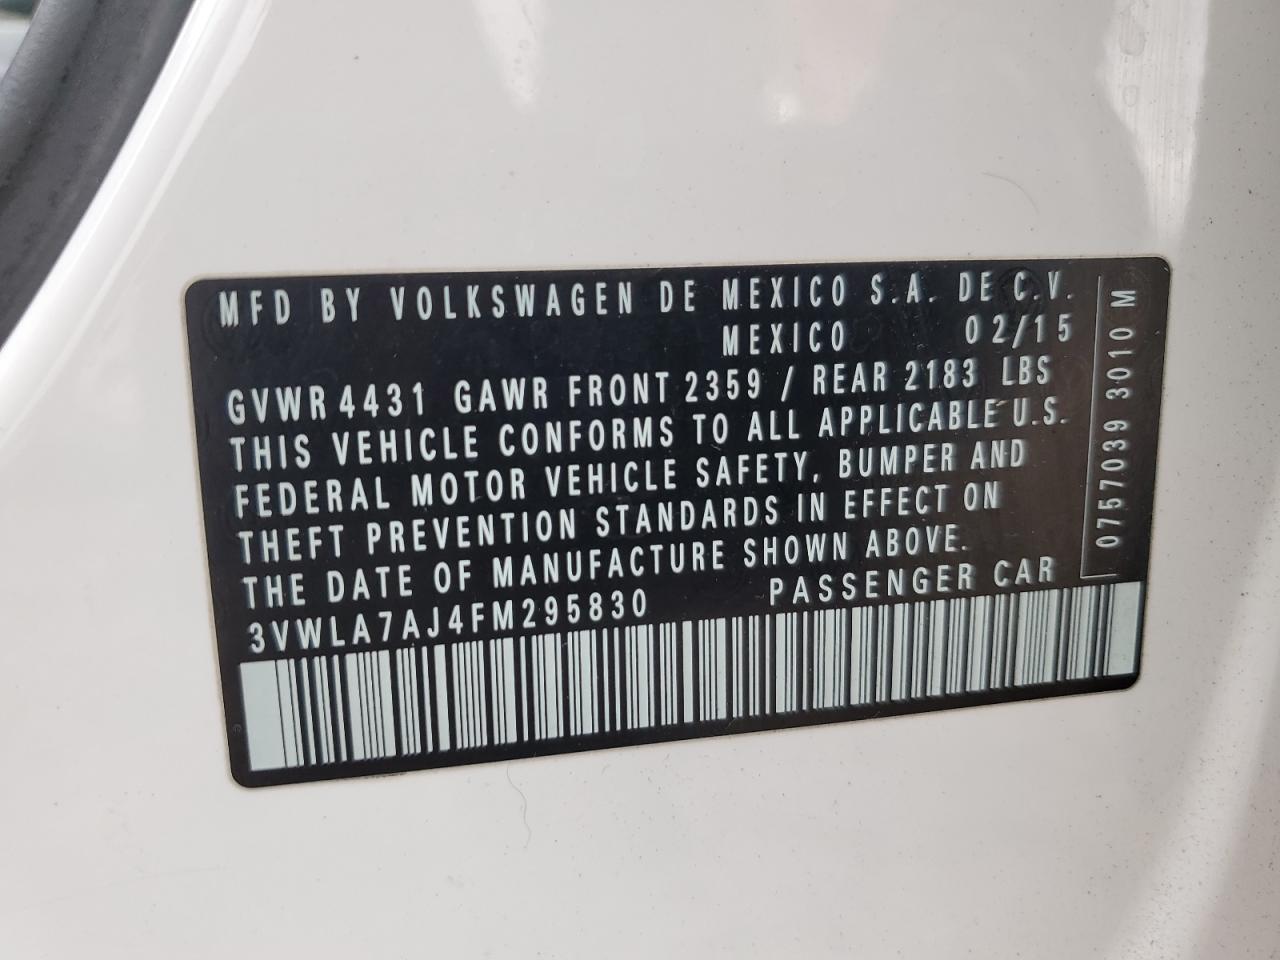 MFD BY VOLKSWAGEN DE MEXICO S.A. DE C.V.
MEXICO 02/15
GVWR 4431 GAWR FRONT 2359 / REAR 2183 LBS
THIS VEHICLE CONFORMS TO ALL APPLICABLE U.S.
FEDERAL MOTOR VEHICLE SAFETY, BUMPER AND
THEFT PREVENTION STANDARDS IN EFFECT ON
THE DATE OF MANUFACTURE SHOWN ABOVE.
3VWLA7AJ4FM295830 PASSENGER CAR
0757039 3010 M